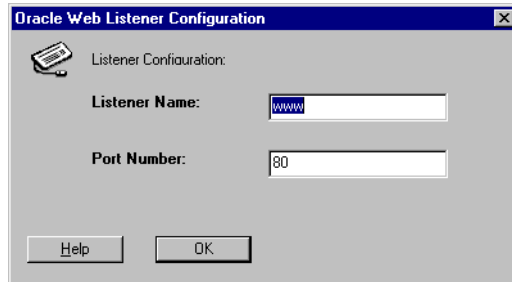 Oracle Web Listener Configuration
Listener Configuration:
Listener Name:
www
Port Number:
80
Help
OK